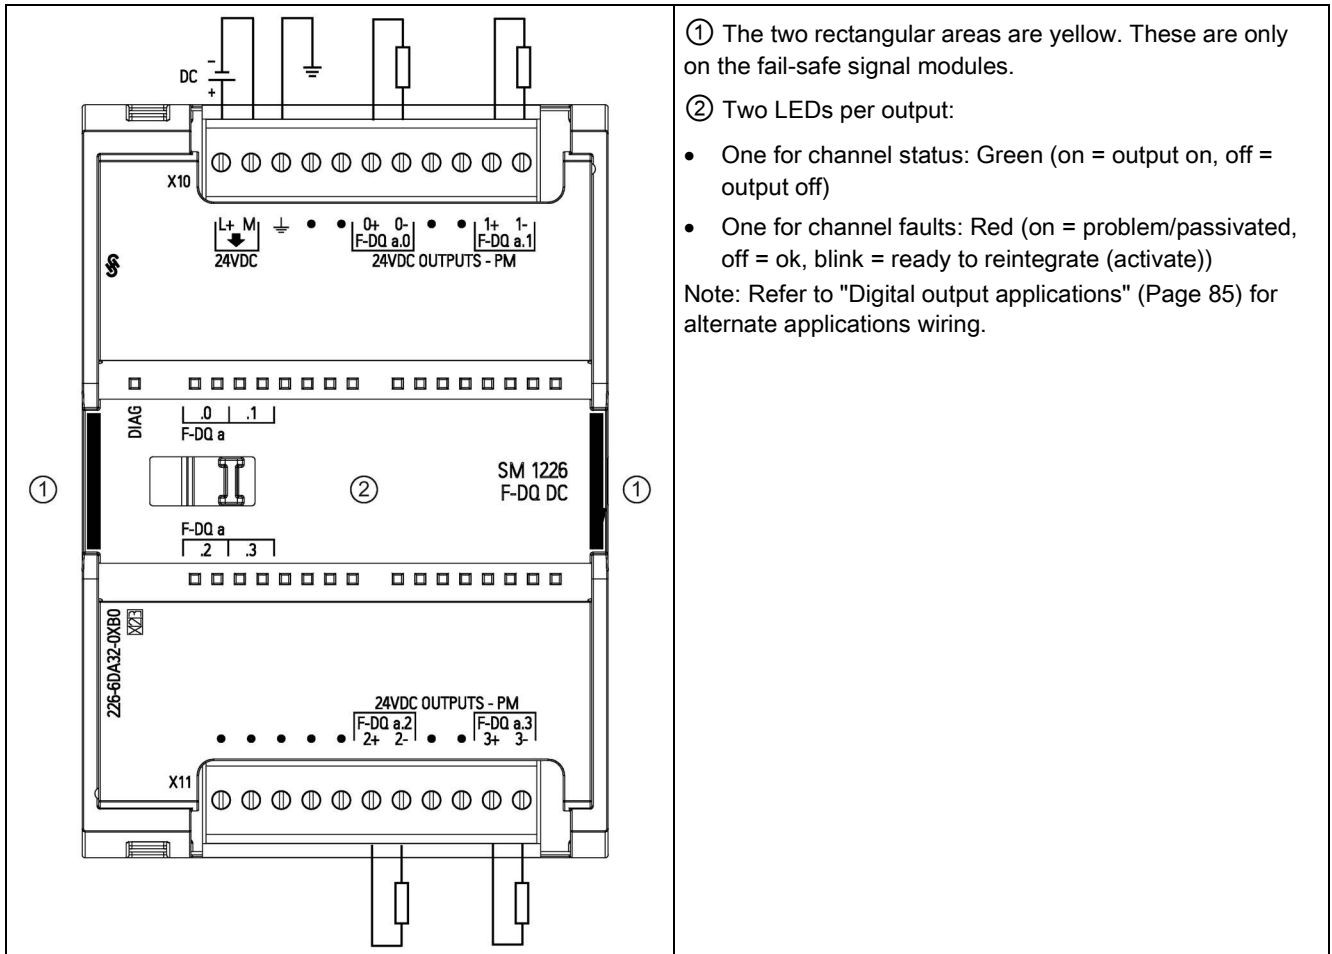 DC
-
+
X10
L+ M
24VDC
0+ 0-
F-DQ a.0
1+ 1-
F-DQ a.1
24VDC OUTPUTS - PM
DIAG
.0 .1
F-DQ a
①
②
SM 1226
F-DQ DC
①
F-DQ a
.2 .3
226-6DA32-0XB0
24VDC OUTPUTS - PM
F-DQ a.2
2+ 2-
F-DQ a.3
3+ 3-
X11
① The two rectangular areas are yellow. These are only
on the fail-safe signal modules.
② Two LEDs per output:
• One for channel status: Green (on = output on, off =
output off)
• One for channel faults: Red (on = problem/passivated,
off = ok, blink = ready to reintegrate (activate))
Note: Refer to "Digital output applications" (Page 85) for
alternate applications wiring.